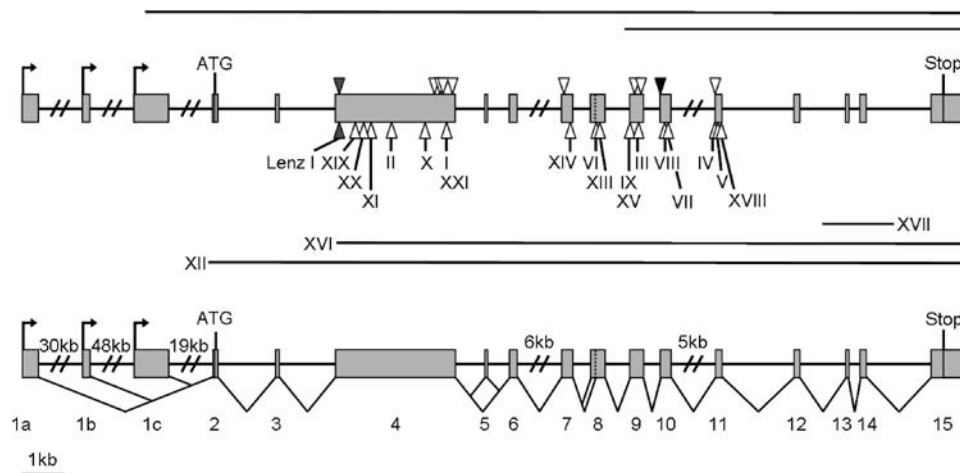 ATG Stop
Lenz I XIX II X I XIV VI III VIII IV
XX XXI XIII IX VII V
XI XV XVIII
XVII
XVI
XII
ATG Stop
30kb 48kb 19kb 6kb 5kb
1a 1b 1c 2 3 4 5 6 7 8 9 10 11 12 13 14 15
1kb